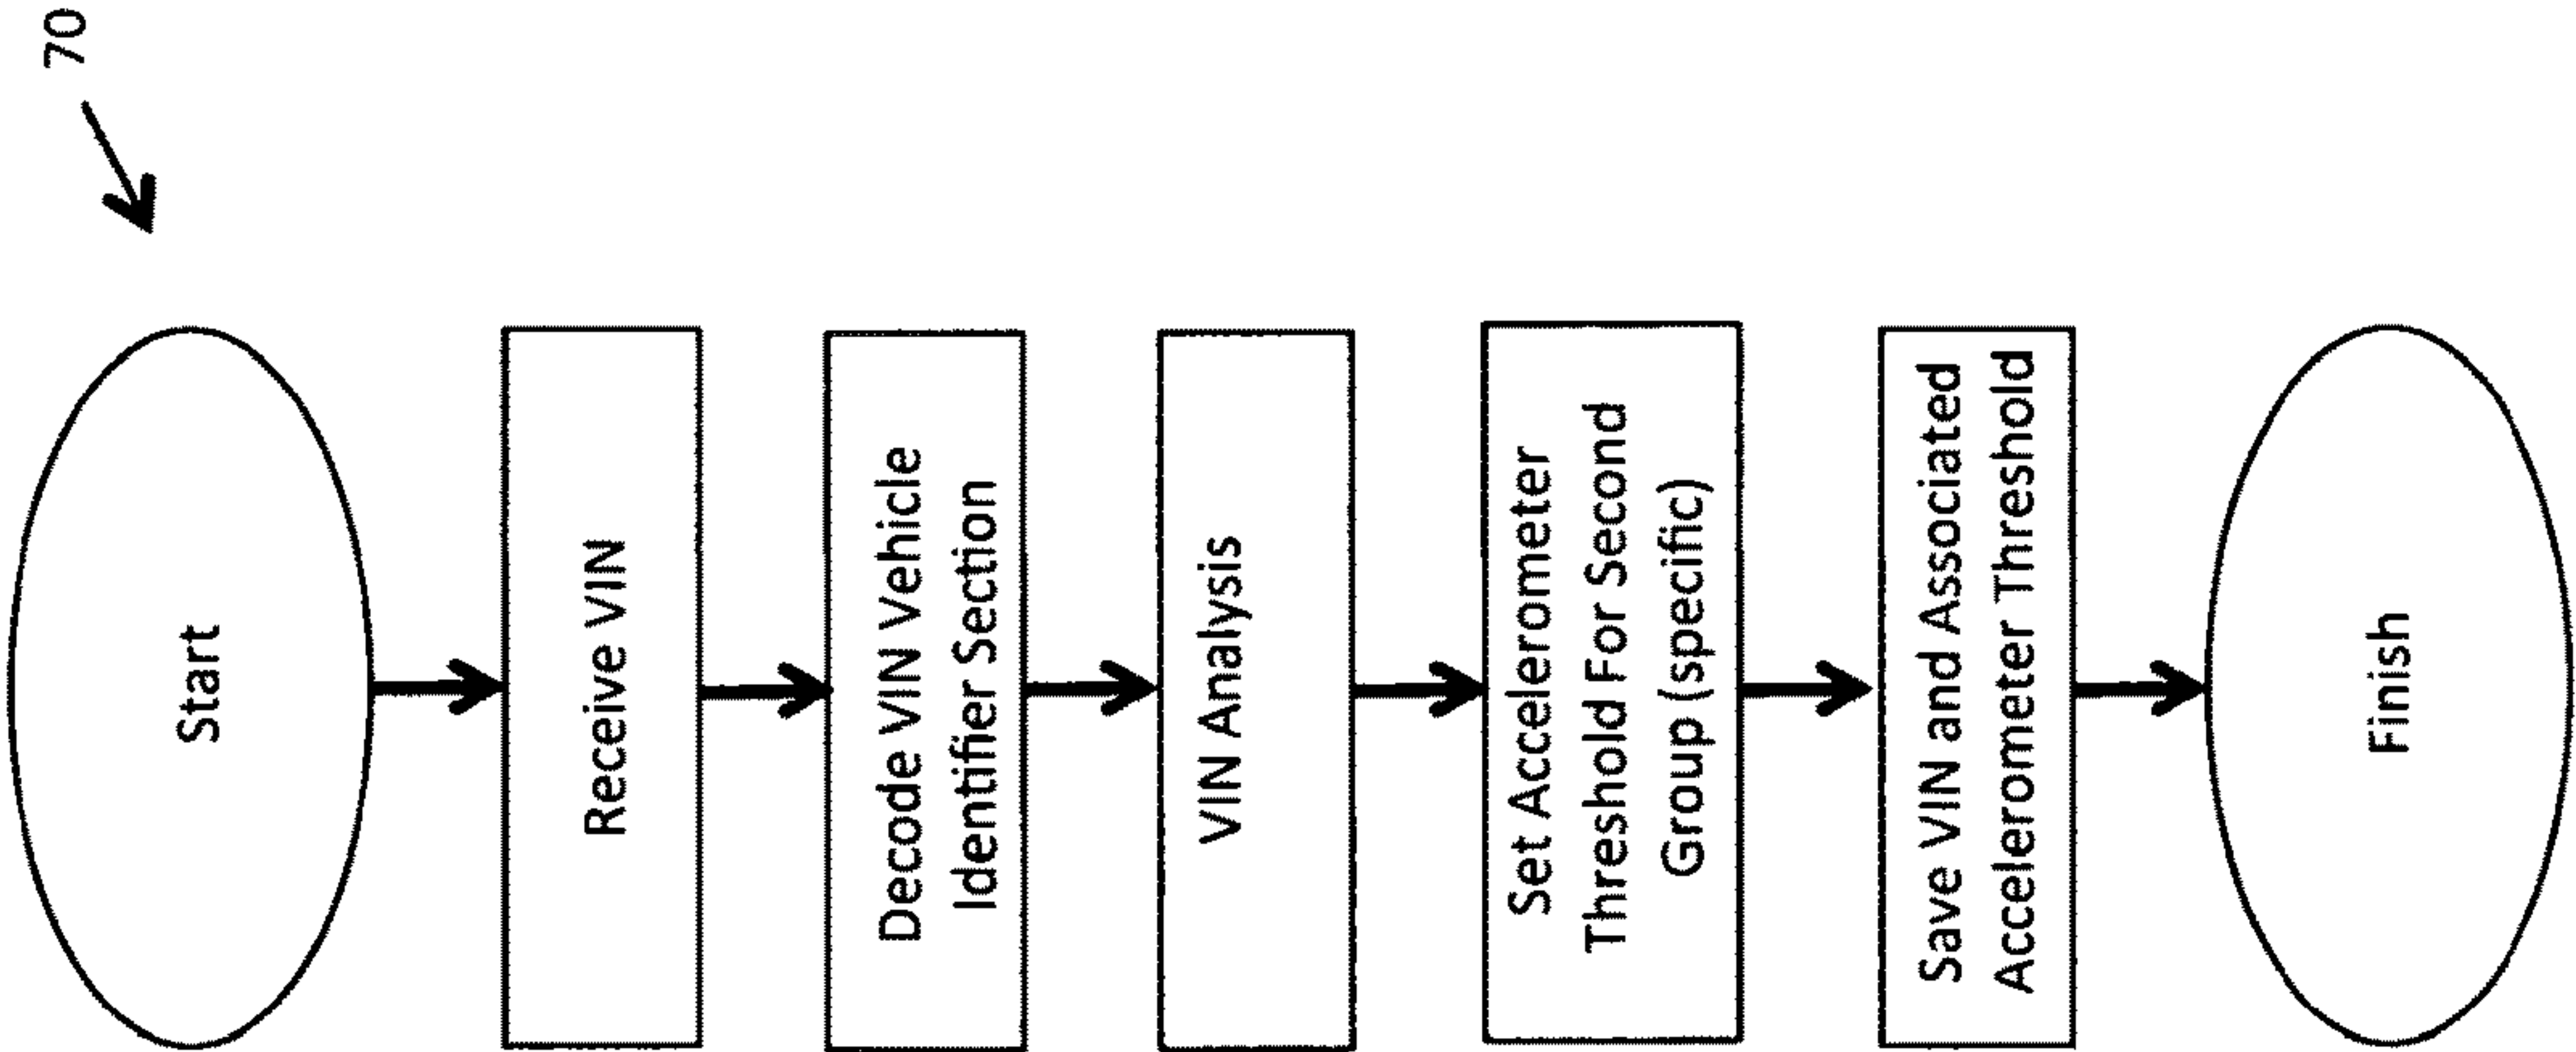 70
Start
Receive VIN
Decode VIN Vehicle
Identifier Section
VIN Analysis
Set Accelerometer
Threshold For Second
Group (specific)
Save VIN and Associated
Accelerometer Threshold
Finish